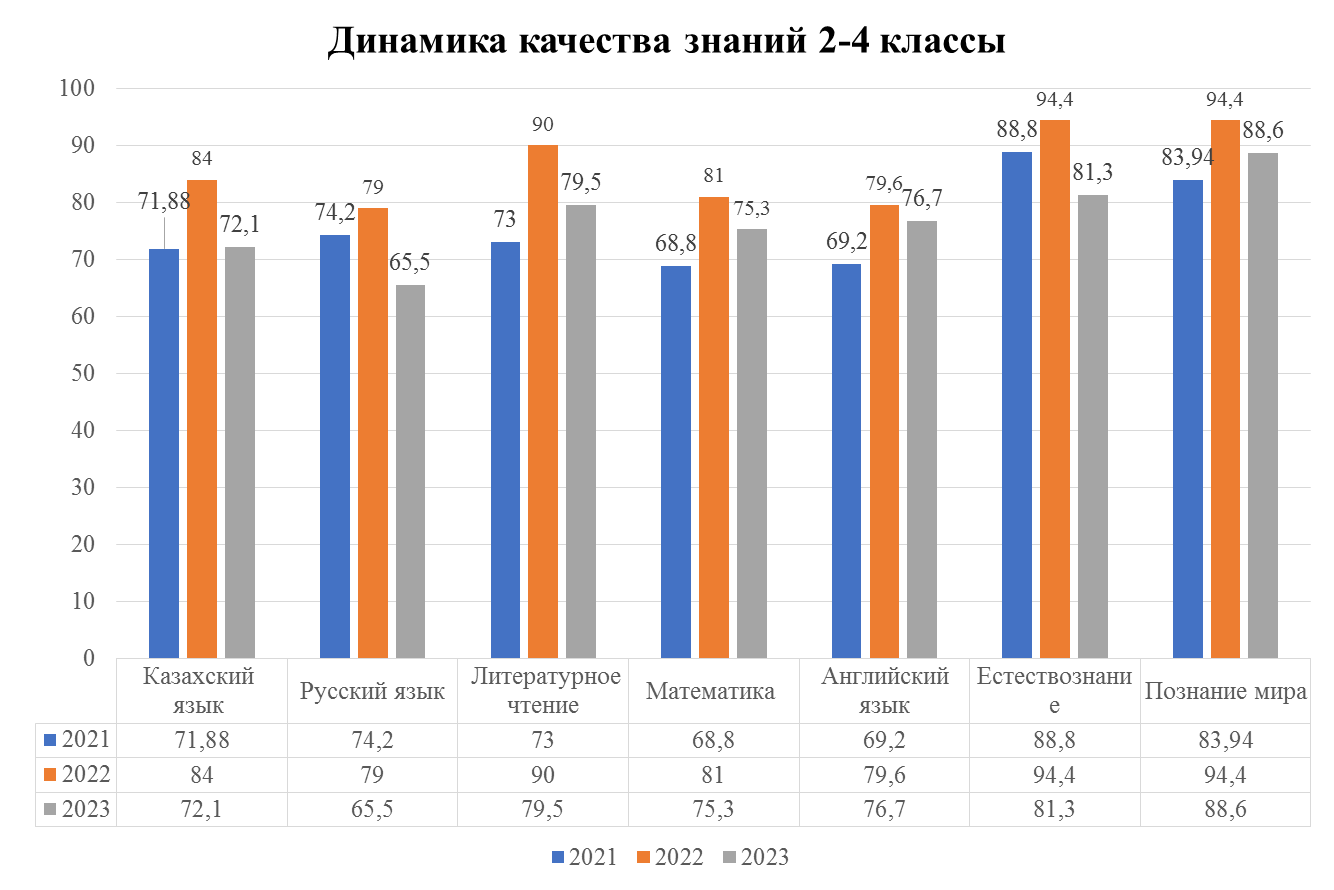 Динамика качества знаний 2-4 классы
100
90
80
70
60
50
40
30
20
10
0
71,88
84
72,1
74,2
79
65,5
73
90
79,5
68,8
81
75,3
69,2
79,6
76,7
88,8
94,4
81,3
83,94
94,4
88,6
Казахский
язык
Русский язык
Литературное
чтение
Математика
Английский
язык
Естествознани
е
Познание мира
2021 71,88 74,2 73 68,8 69,2 88,8 83,94
2022 84 79 90 81 79,6 94,4 94,4
2023 72,1 65,5 79,5 75,3 76,7 81,3 88,6
2021 2022 2023